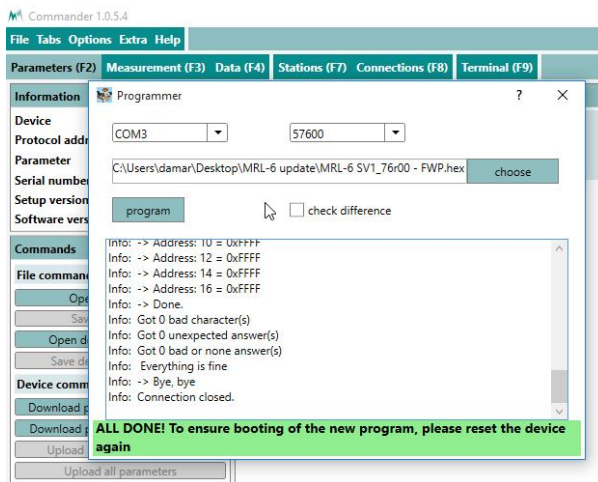 Commander 1.0.5.4
File Tabs Options Extra Help
Parameters (F2) Measurement (F3) Data (F4) Stations (F7) Connections (F8) Terminal (F9)
Information
Device
Protocol addr
Parameter
Serial number
Setup version
Software vers
Commands
File comman
Ope
Sav
Open de
Save de
Device comm
Download p
Download p
Upload
Upload all parameters
Programmer ? X
COM3 57600
C:\Users\damar\Desktop\MRL-6 update\MRL-6 SV1_76r00 - FWP.hex choose
program check difference
Info: -> Address: 10 = 0xFFFF
Info: -> Address: 12 = 0xFFFF
Info: -> Address: 14 = 0xFFFF
Info: -> Address: 16 = 0xFFFF
Info: -> Done.
Info: Got 0 bad character(s)
Info: Got 0 unexpected answer(s)
Info: Got 0 bad or none answer(s)
Info: Everything is fine
Info: -> Bye, bye
Info: Connection closed.
ALL DONE! To ensure booting of the new program, please reset the device
again